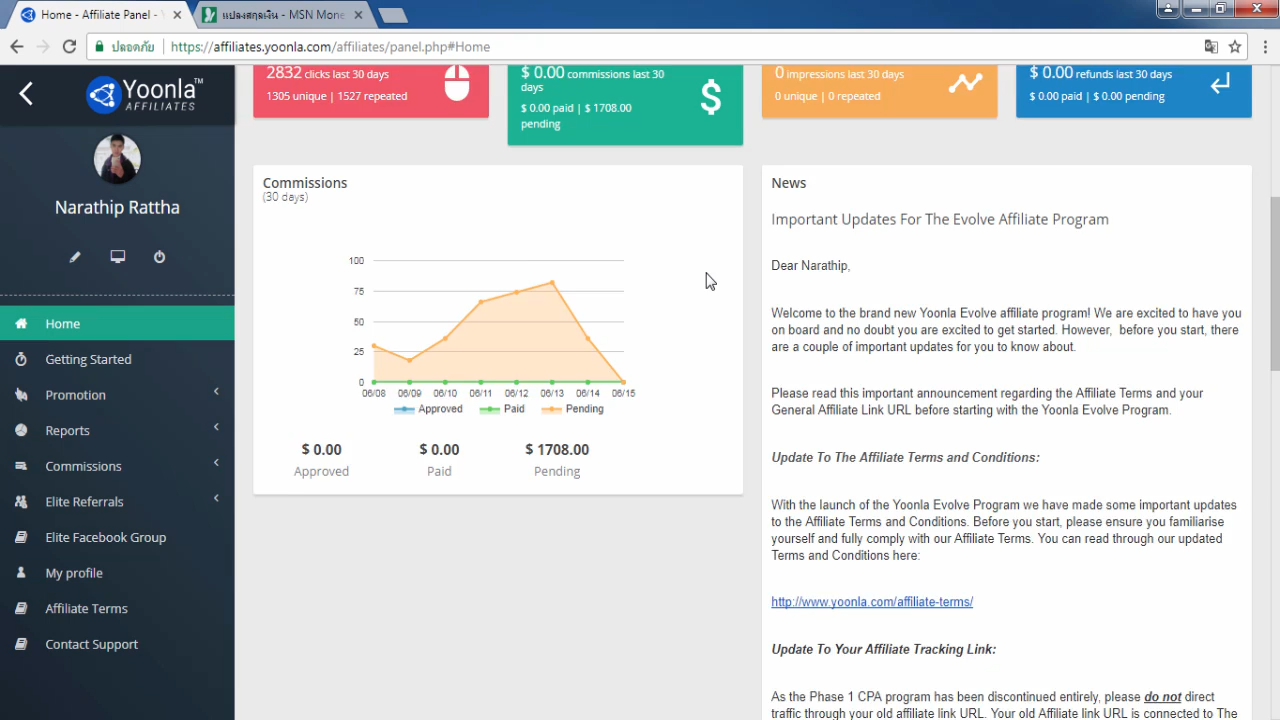 Home - Affiliate Panel -
แปลงสกุลเงิน - MSN Mone
ปลอดภัย
https://affiliates.yoonla.com/affiliates/panel.php#Home
Yoonla™
AFFILIATES
Narathip Rattha
Home
Getting Started
Promotion
Reports
Commissions
Elite Referrals
Elite Facebook Group
My profile
Affiliate Terms
Contact Support
2832 clicks last 30 days
1305 unique | 1527 repeated
$ 0.00 commissions last 30
days
$ 0.00 paid | $ 1708.00
pending
0 impressions last 30 days
0 unique | 0 repeated
$ 0.00 refunds last 30 days
$ 0.00 paid | $ 0.00 pending
Commissions
(30 days)
100
75
50
25
0
06/08 06/09 06/10 06/11 06/12 06/13 06/14 06/15
Approved Paid Pending
$ 0.00 $ 0.00 $ 1708.00
Approved Paid Pending
News
Important Updates For The Evolve Affiliate Program
Dear Narathip,
Welcome to the brand new Yoonla Evolve affiliate program! We are excited to have you
on board and no doubt you are excited to get started. However, before you start, there
are a couple of important updates for you to know about.
Please read this important announcement regarding the Affiliate Terms and your
General Affiliate Link URL before starting with the Yoonla Evolve Program.
Update To The Affiliate Terms and Conditions:
With the launch of the Yoonla Evolve Program we have made some important updates
to the Affiliate Terms and Conditions. Before you start, please ensure you familiarise
yourself and fully comply with our Affiliate Terms. You can read through our updated
Terms and Conditions here:
http://www.yoonla.com/affiliate-terms/
Update To Your Affiliate Tracking Link:
As the Phase 1 CPA program has been discontinued entirely, please do not direct
traffic through your old affiliate link URL. Your old Affiliate link URL is connected to The